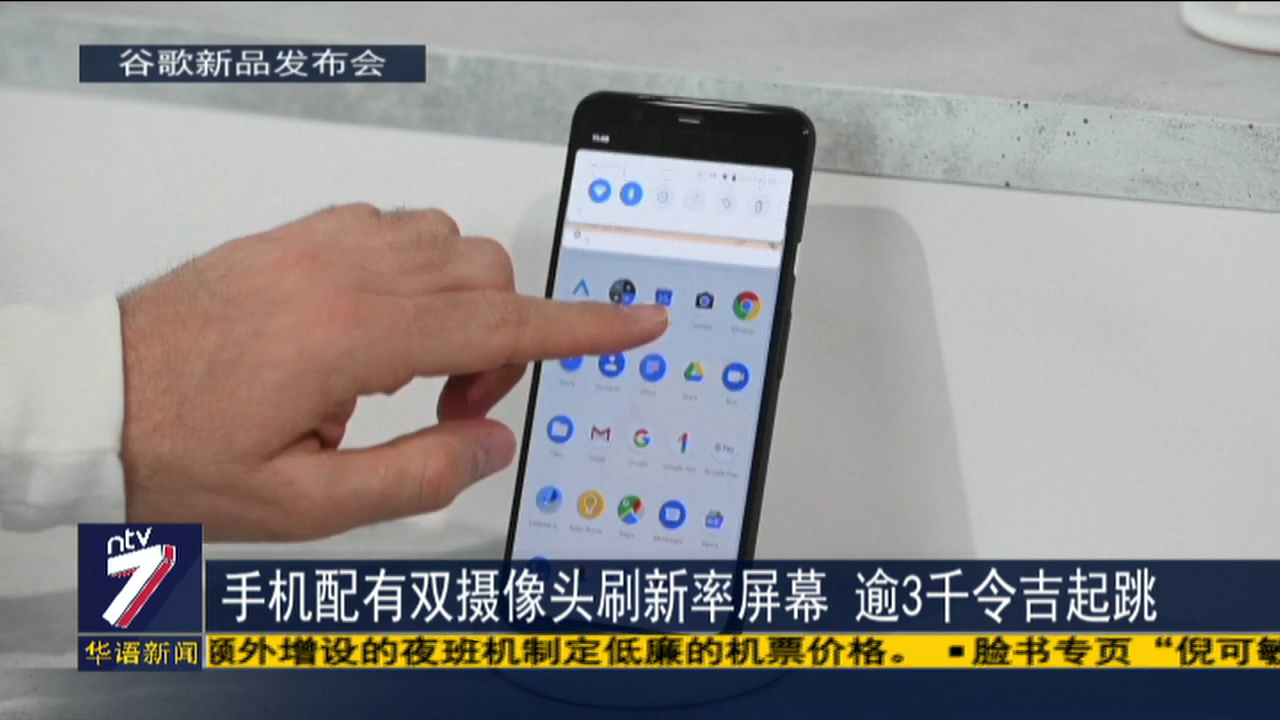 谷歌新品发布会
ntv
7
手机配有双摄像头刷新率屏幕 逾3千令吉起跳
华语新闻
额外增设的夜班机制定低廉的机票价格。 ▪脸书专页“倪可敏